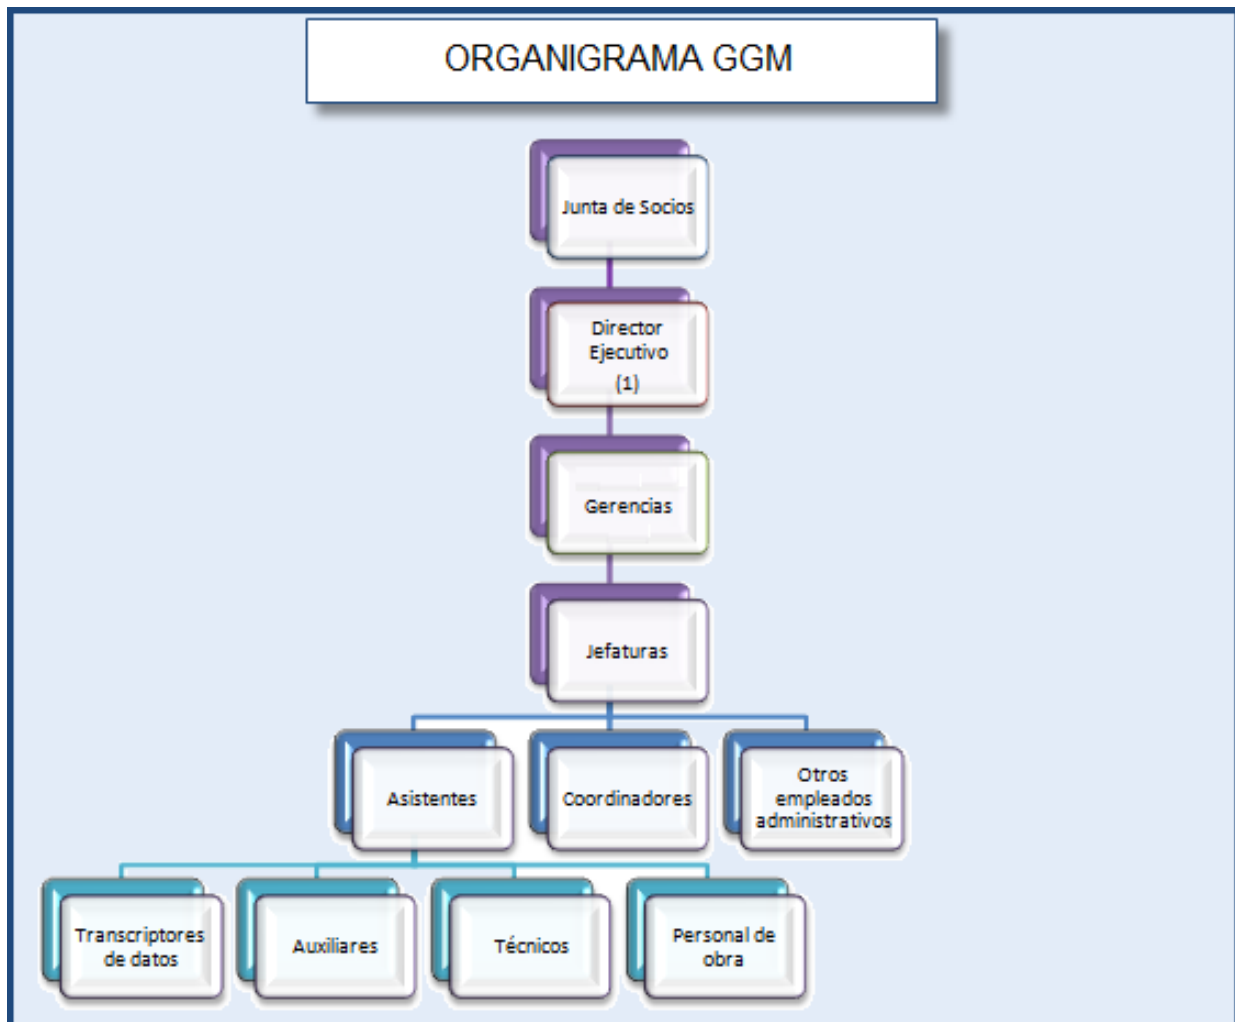 ORGANIGRAMA GGM
Junta de Socios
Director
Ejecutivo
(1)
Gerencias
Jefaturas
Asistentes
Coordinadores
Otros
empleados
administrativos
Transcriptores
de datos
Auxiliares
Técnicos
Personal de
obra